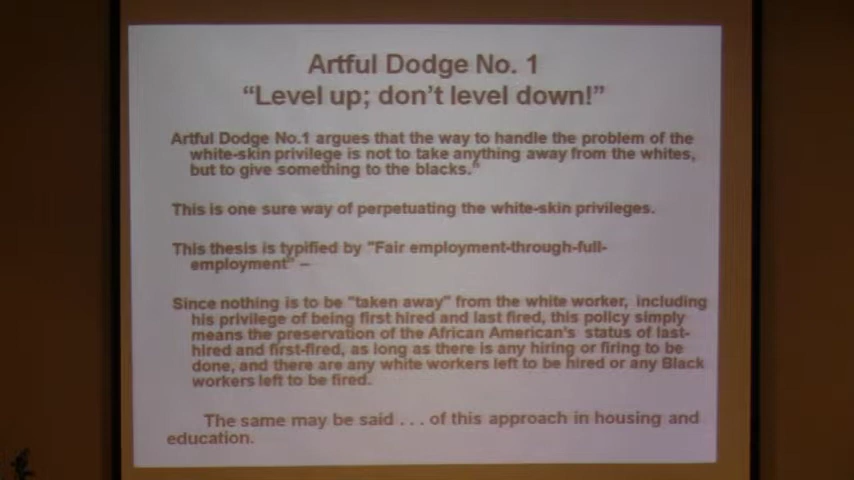 Artful Dodge No. 1
“Level up; don’t level down!”
Artful Dodge No.1 argues that the way to handle the problem of the
white-skin privilege is not to take anything away from the whites,
but to give something to the blacks."
This is one sure way of perpetuating the white-skin privileges.
This thesis is typified by "Fair employment-through-full-
employment" –
Since nothing is to be "taken away" from the white worker, including
his privilege of being first hired and last fired, this policy simply
means the preservation of the African American's status of last-
hired and first-fired, as long as there is any hiring or firing to be
done, and there are any white workers left to be hired or any Black
workers left to be fired.
The same may be said . . . of this approach in housing and
education.